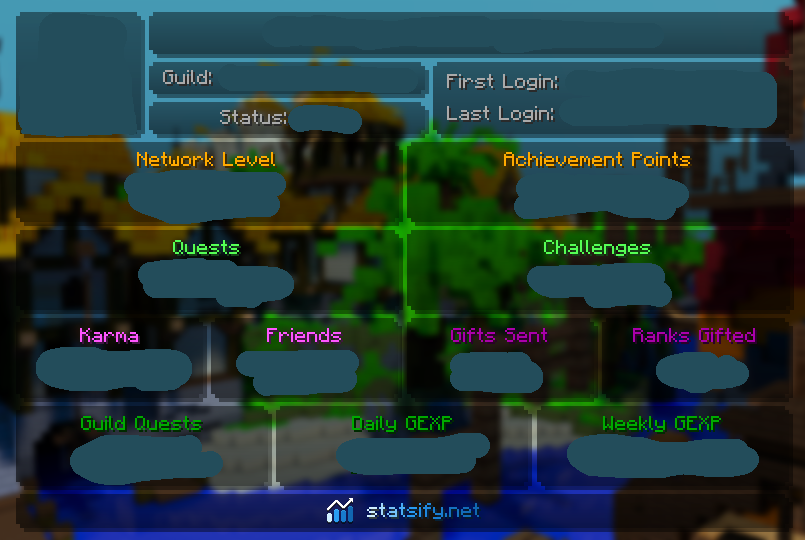 Guild:
First Login:
Status:
Last Login:
Network Level
Achievement Points
Quests
Challenges
Karma
Friends
Gifts Sent
Ranks Gifted
Guild Quests
Daily GEXP
Weekly GEXP
statsify.net